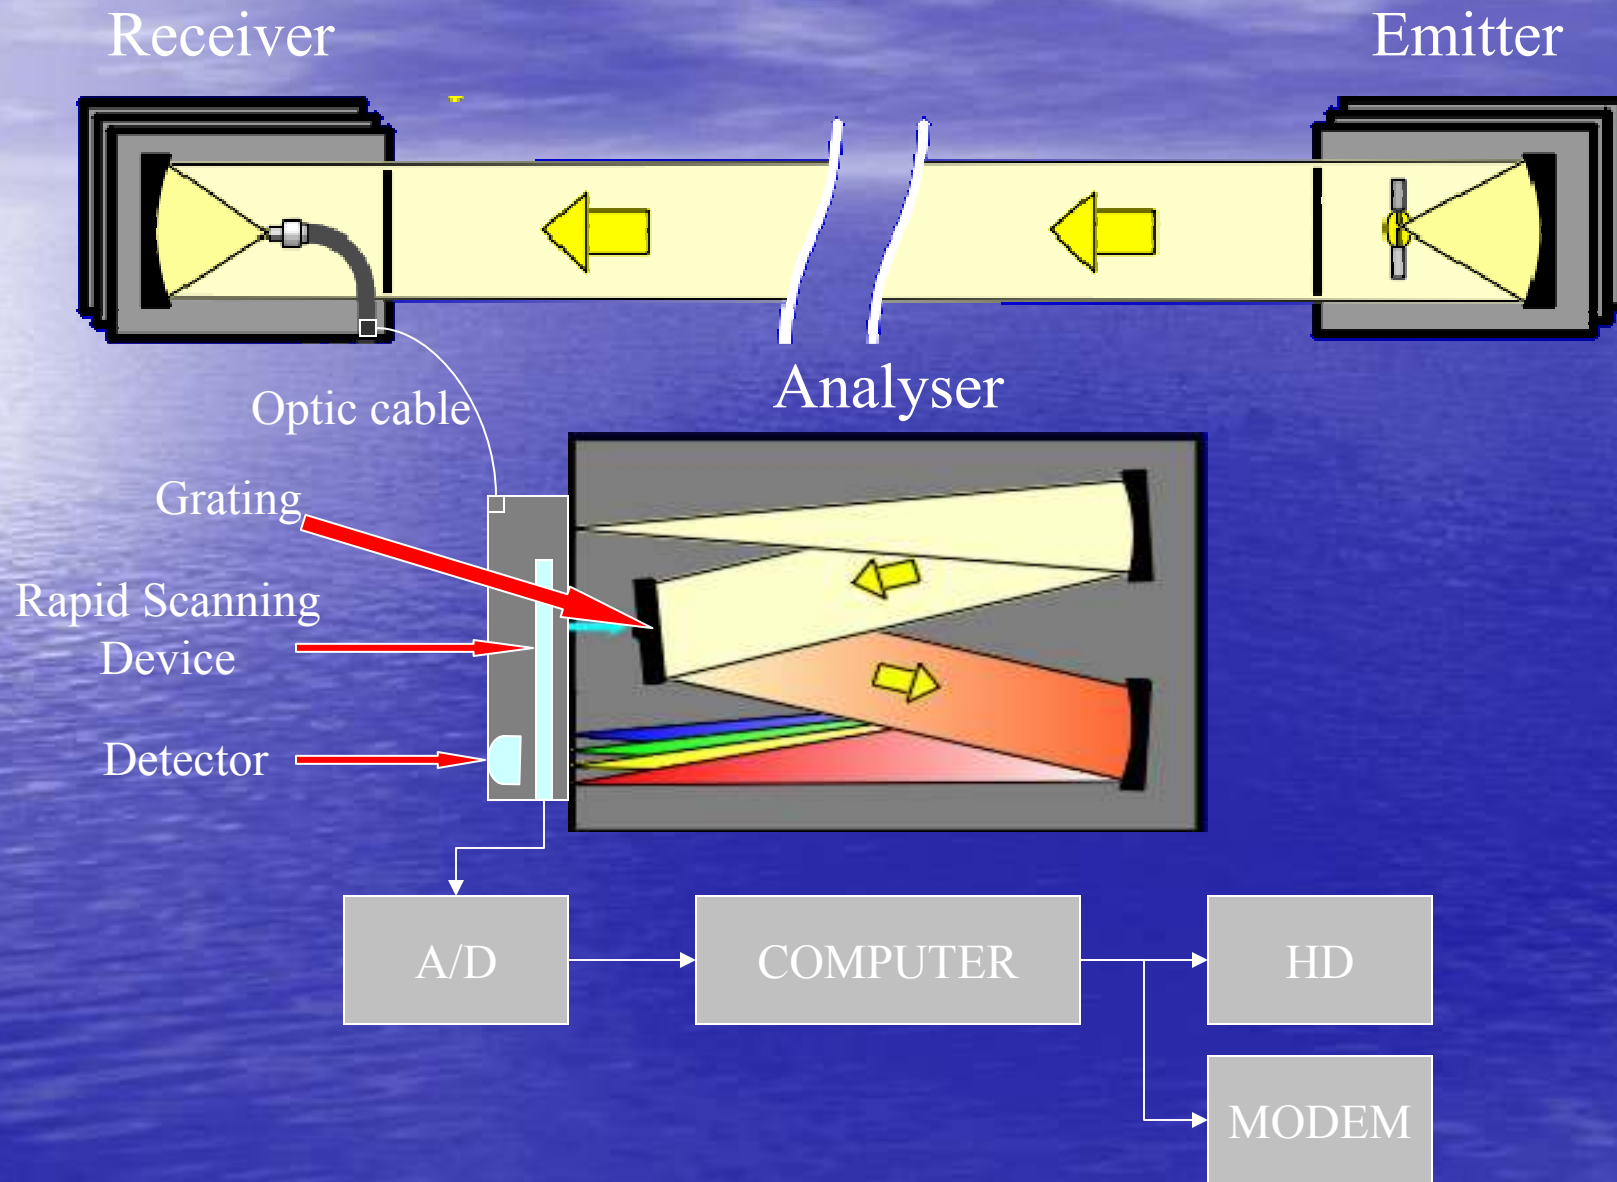 Receiver
Emitter
Analyser
Optic cable
Grating
Rapid Scanning
Device
Detector
A/D
COMPUTER
HD
MODEM